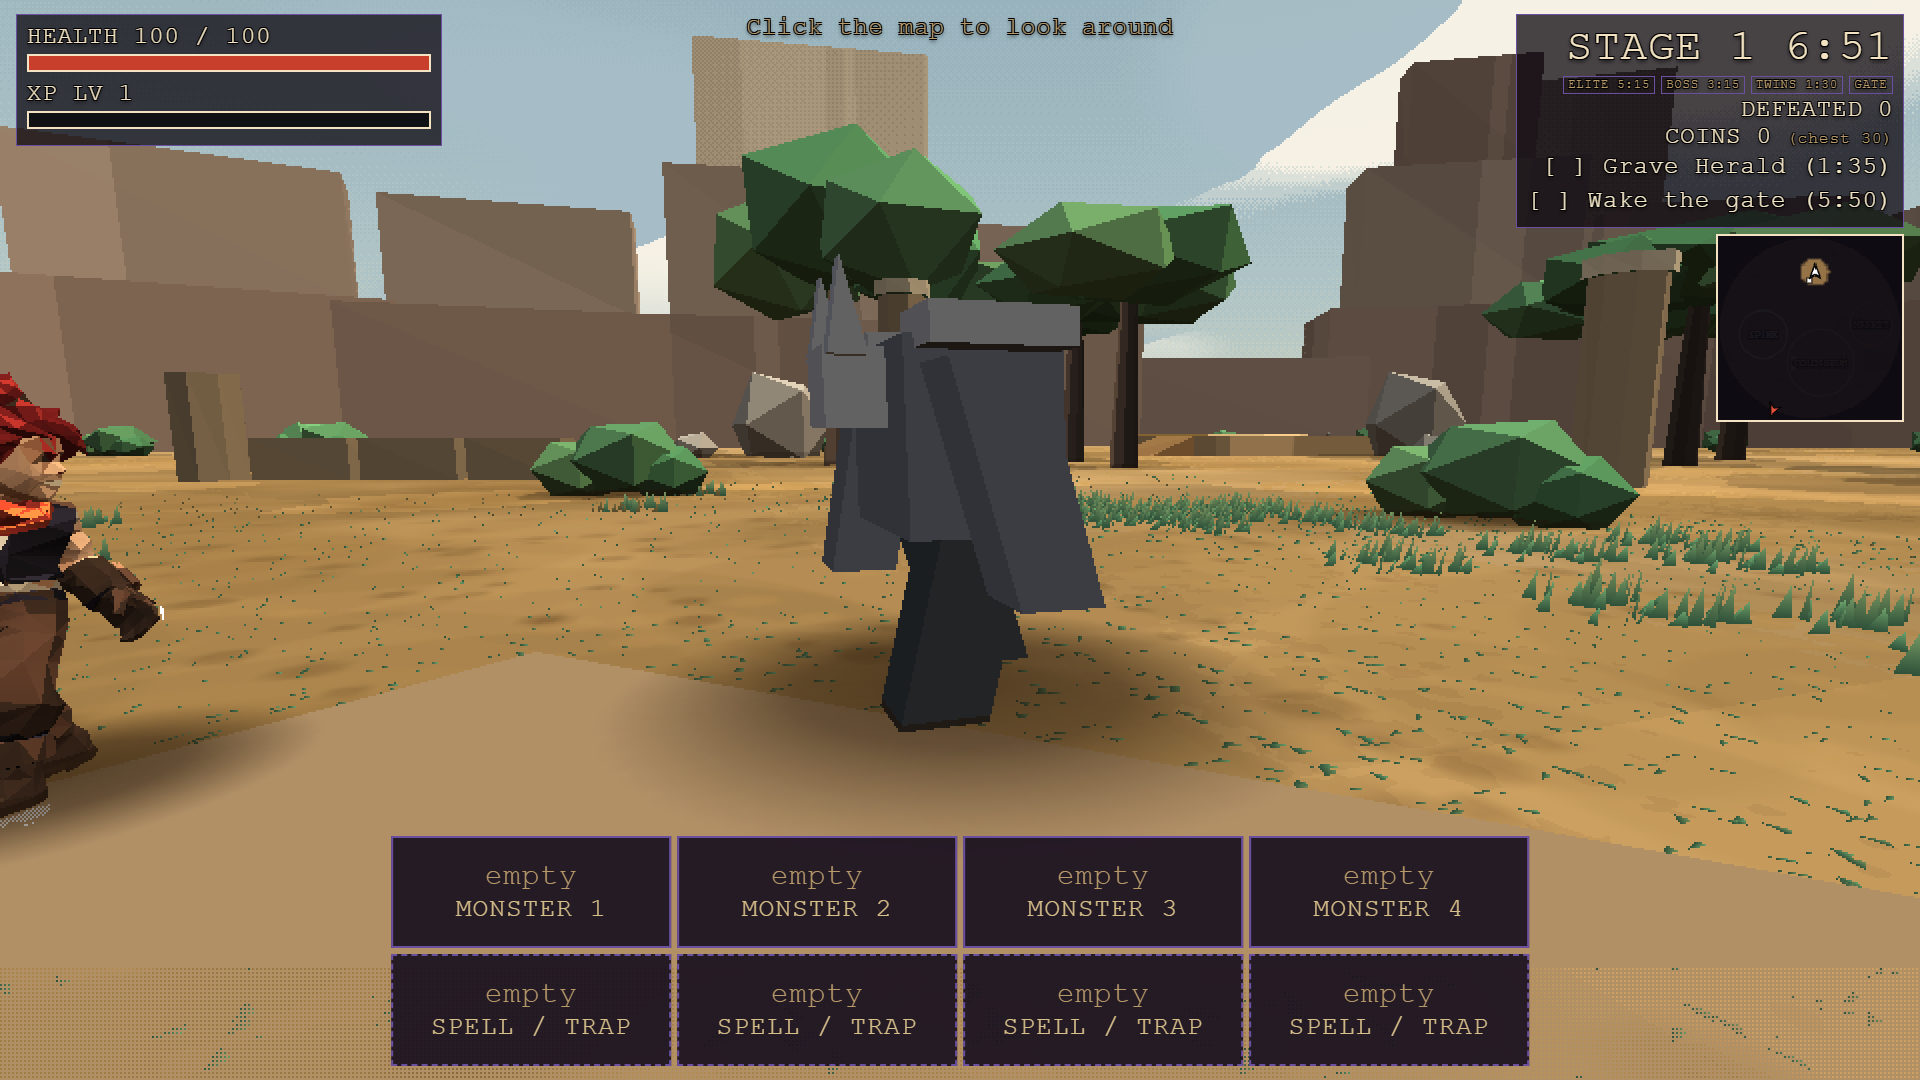 HEALTH 100 / 100
XP LV 1
Click the map to look around
STAGE 1 6:51
ELITE 5:15 BOSS 3:15 TWINS 1:30 GATE
DEFEATED 0
COINS 0 (chest 30)
[ ] Grave Herald (1:35)
[ ] Wake the gate (5:50)
empty empty empty empty
MONSTER 1 MONSTER 2 MONSTER 3 MONSTER 4
empty empty empty empty
SPELL / TRAP SPELL / TRAP SPELL / TRAP SPELL / TRAP